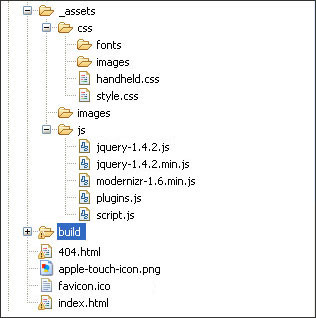 _assets
css
fonts
images
handheld.css
style.css
images
js
jquery-1.4.2.js
jquery-1.4.2.min.js
modernizr-1.6.min.js
plugins.js
script.js
build
404.html
apple-touch-icon.png
favicon.ico
index.html